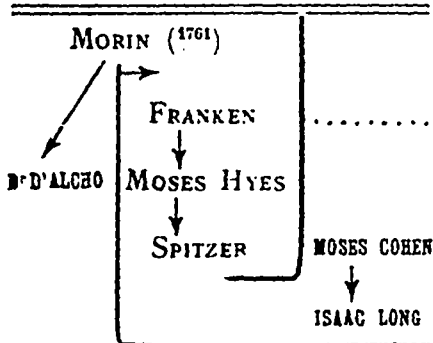 MORIN (1761)
FRANKEN ..........
Dr D'ALCHO MOSES HYES
SPITZER MOSES COHEN
ISAAC LONG